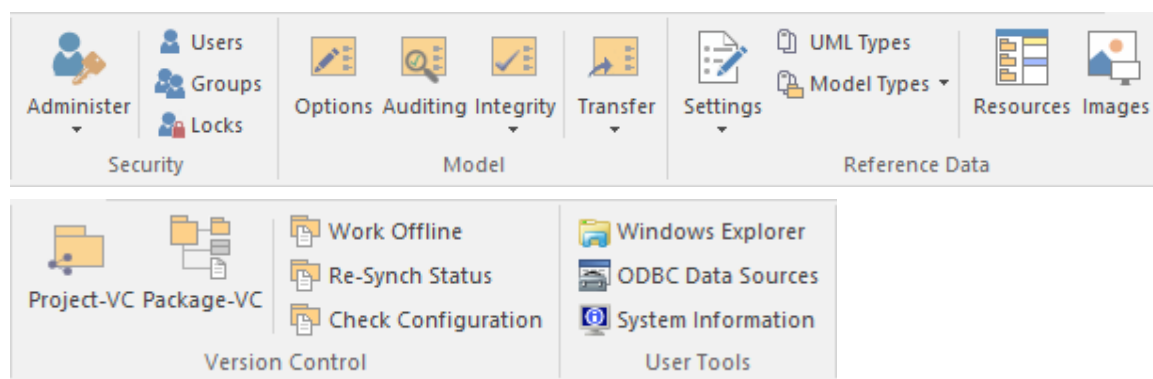 Administer
Users
Groups
Locks
Security
Options Auditing Integrity Transfer
Model
Settings
UML Types
Model Types
Resources Images
Reference Data
Project-VC Package-VC
Work Offline
Re-Synch Status
Check Configuration
Version Control
Windows Explorer
ODBC Data Sources
System Information
User Tools